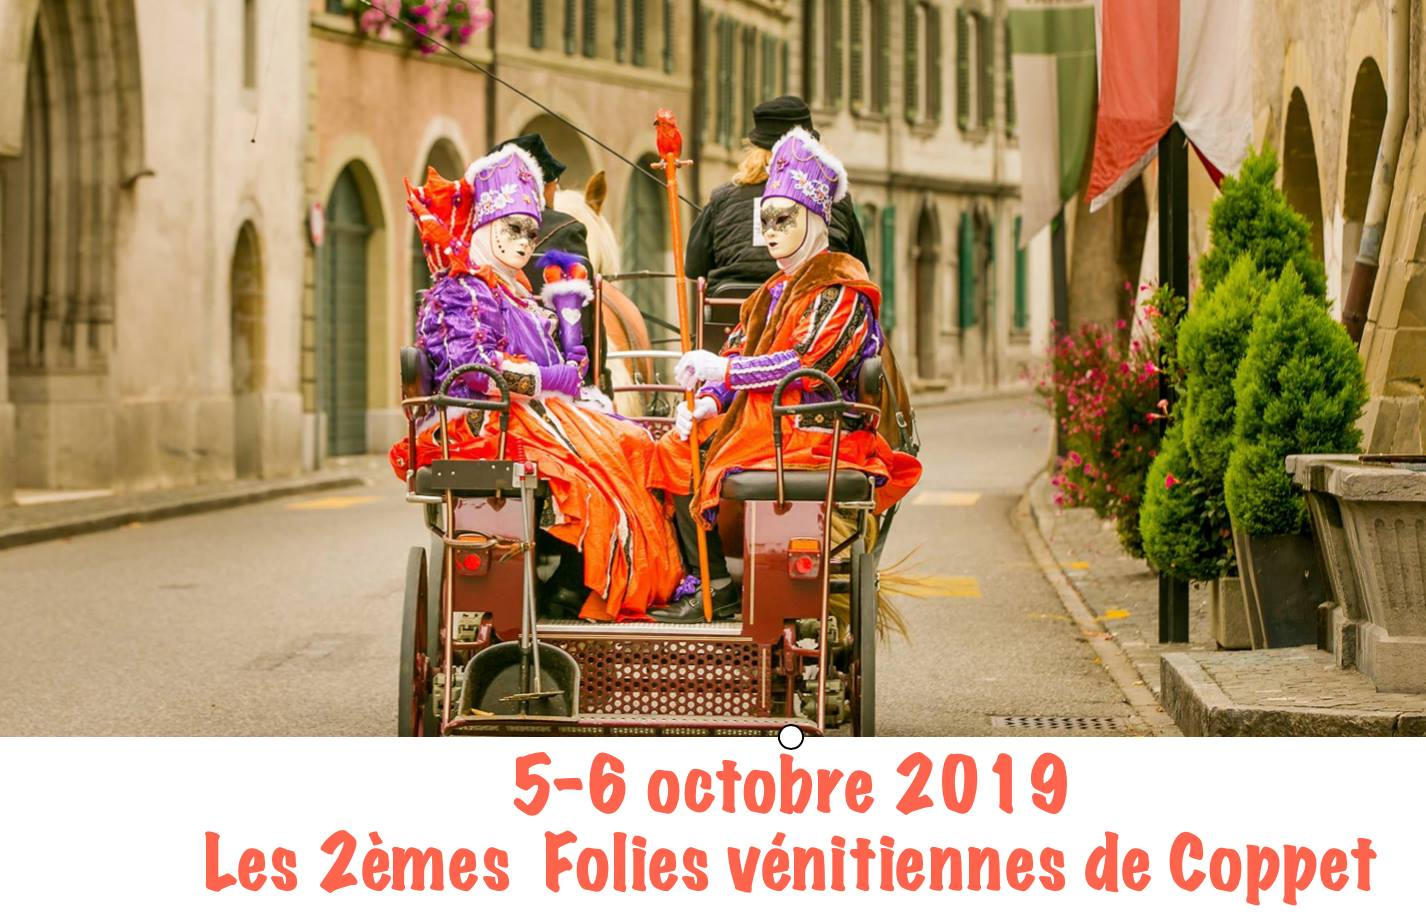 5-6 octobre 2019
Les 2èmes Folies vénitiennes de Coppet